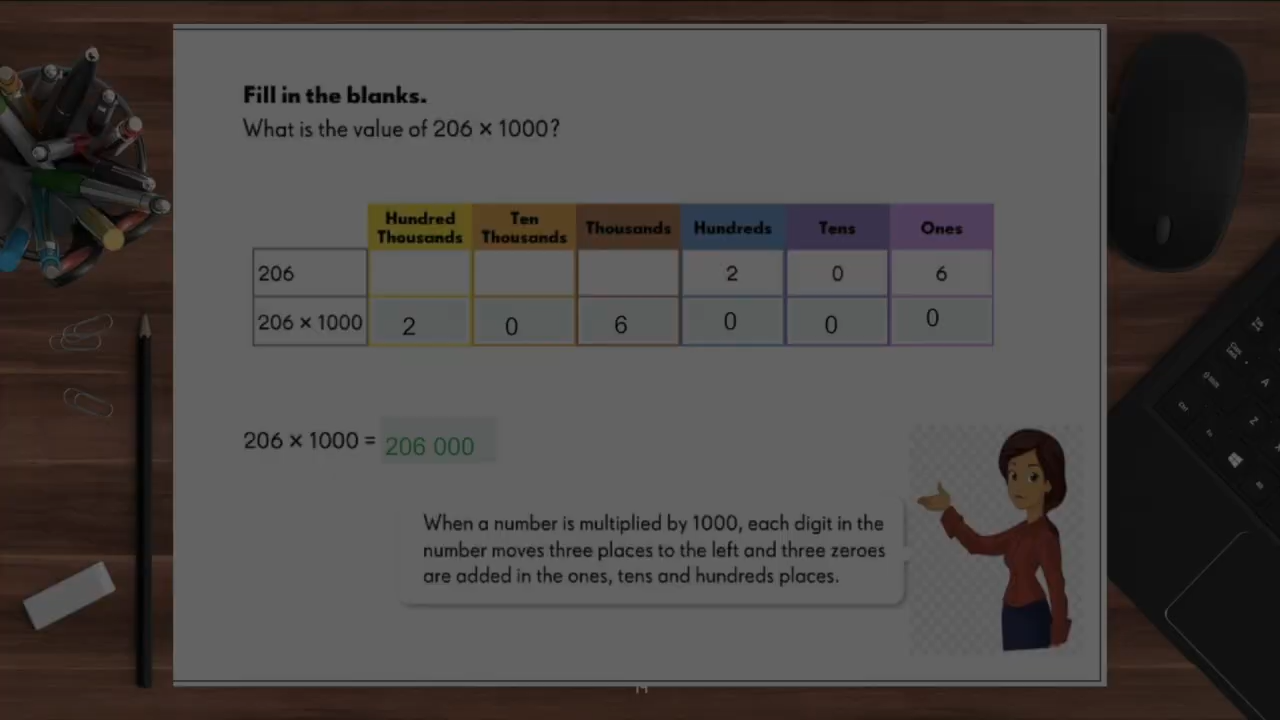 Fill in the blanks.
What is the value of 206 × 1000?
Hundred Thousands Ten Thousands Thousands Hundreds Tens Ones
206 2 0 6
206 × 1000 2 0 6 0 0 0
206 × 1000 = 206 000
When a number is multiplied by 1000, each digit in the
number moves three places to the left and three zeroes
are added in the ones, tens and hundreds places.